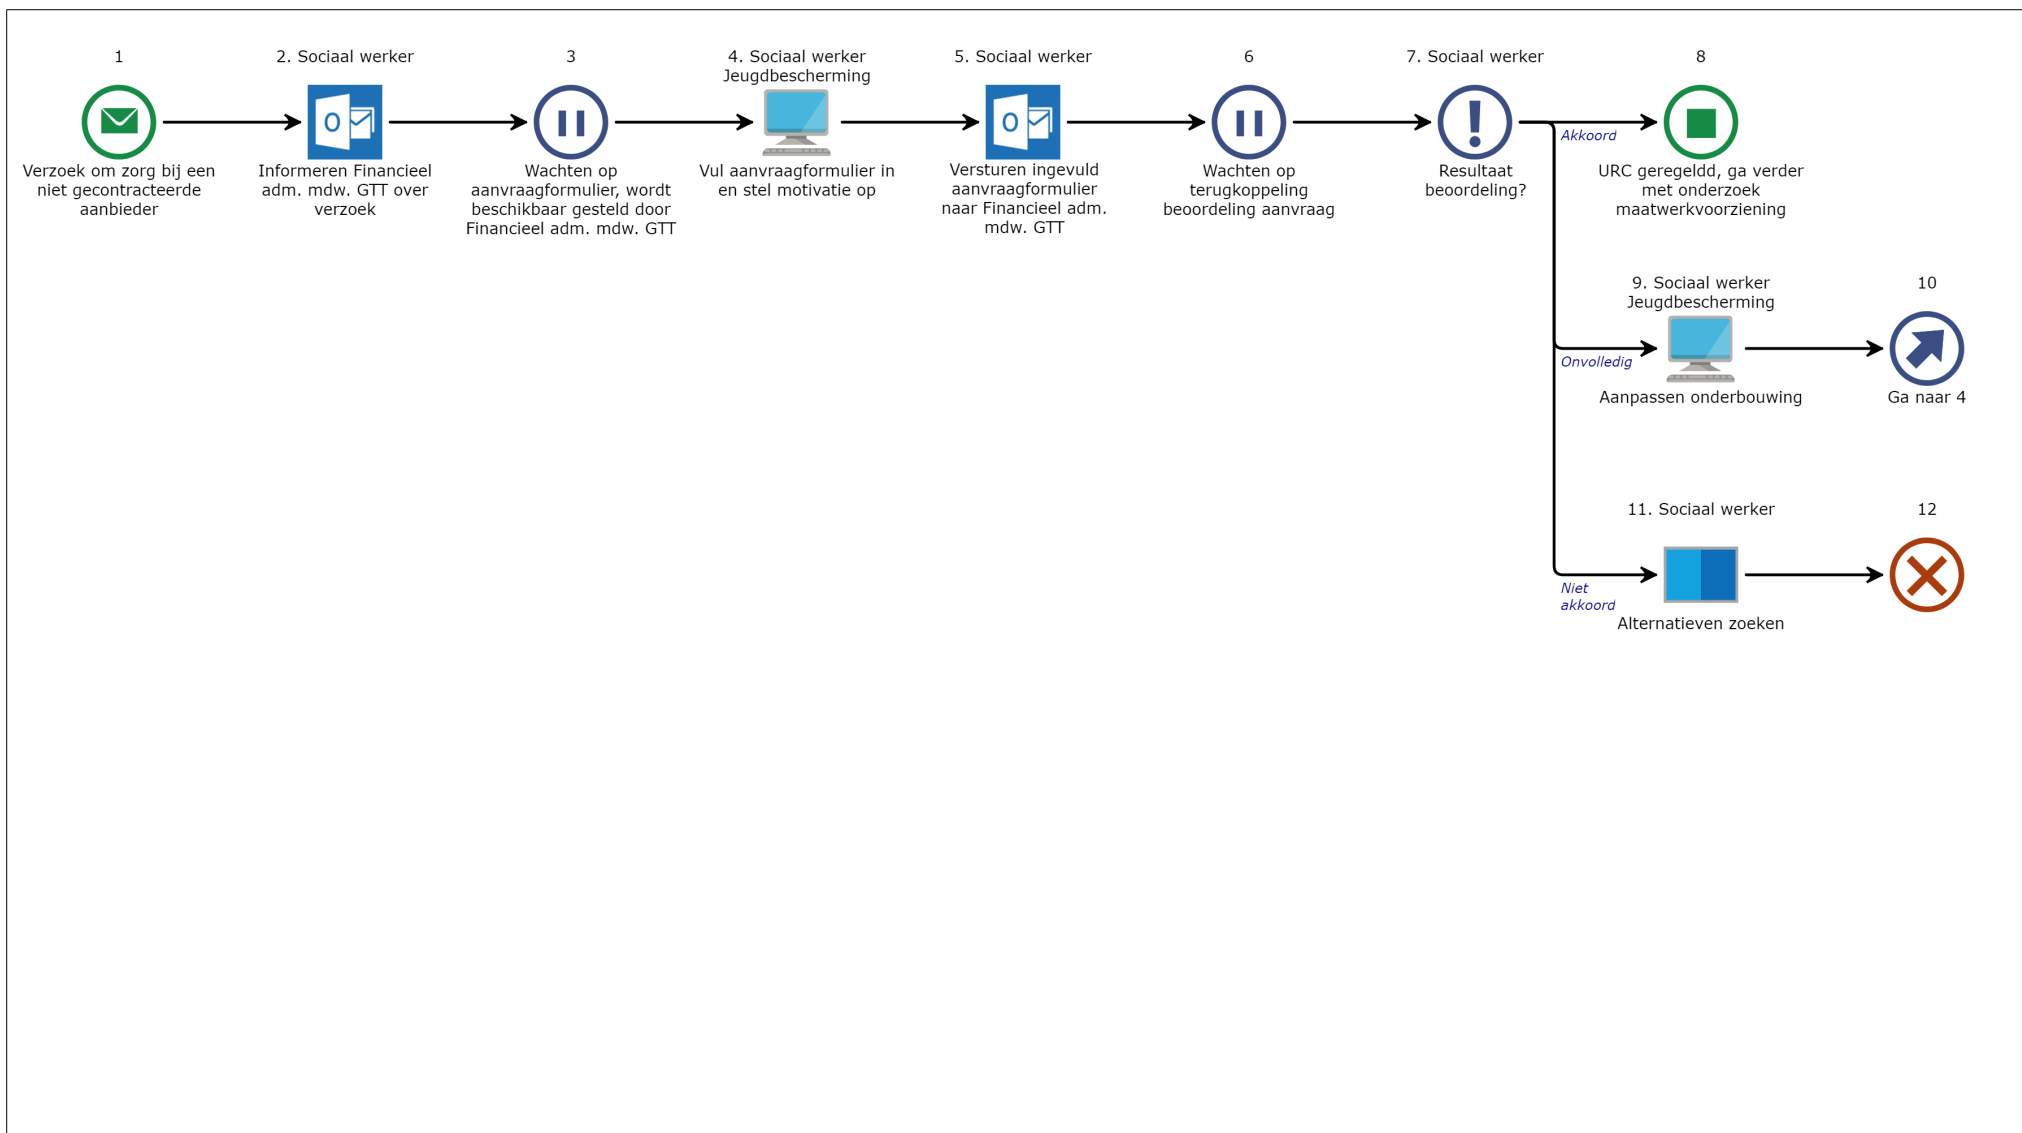 1
Verzoek om zorg bij een
niet gecontracteerde
aanbieder
2. Sociaal werker
Informeren Financieel
adm. mdw. GTT over
verzoek
3
Wachten op
aanvraagformulier, wordt
beschikbaar gesteld door
Financieel adm. mdw. GTT
4. Sociaal werker
Jeugdbescherming
Vul aanvraagformulier in
en stel motivatie op
5. Sociaal werker
Versturen ingevuld
aanvraagformulier
naar Financieel adm.
mdw. GTT
6
Wachten op
terugkoppeling
beoordeling aanvraag
7. Sociaal werker
Resultaat
beoordeling?
Akkoord
8
URC geregeldd, ga verder
met onderzoek
maatwerkvoorziening
Onvolledig
9. Sociaal werker
Jeugdbescherming
Aanpassen onderbouwing
10
Ga naar 4
Niet
akkoord
11. Sociaal werker
Alternatieven zoeken
12